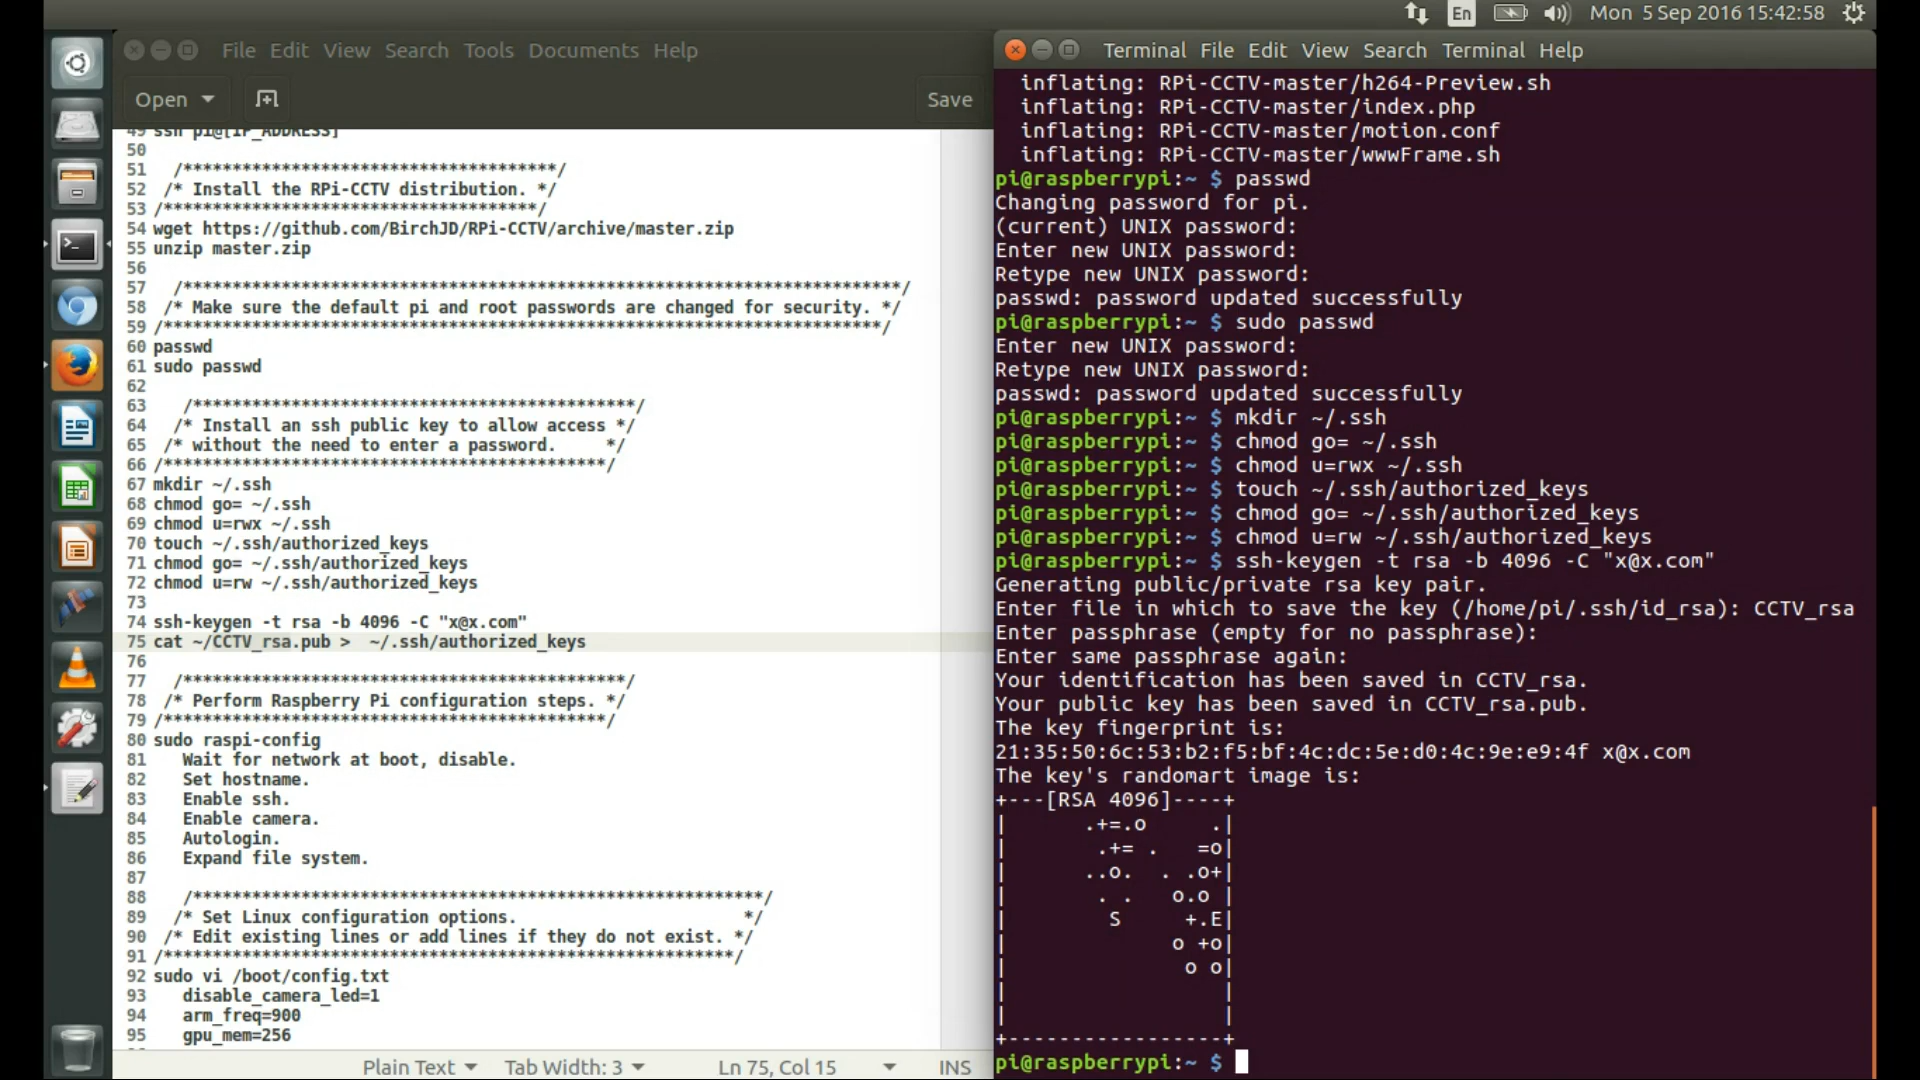 En
Mon 5 Sep 2016 15:42:58
File Edit View Search Tools Documents Help
Open
Save
49 ssh pi@[IP_ADDRESS]
50
51 /*************************************/
52 /* Install the RPi-CCTV distribution. */
53 /**************************************/
54 wget https://github.com/BirchJD/RPi-CCTV/archive/master.zip
55 unzip master.zip
56
57 /************************************************************************/
58 /* Make sure the default pi and root passwords are changed for security. */
59 /*************************************************************************/
60 passwd
61 sudo passwd
62
63 /*********************************************/
64 /* Install an ssh public key to allow access */
65 /* without the need to enter a password.     */
66 /*********************************************/
67 mkdir ~/.ssh
68 chmod go= ~/.ssh
69 chmod u=rwx ~/.ssh
70 touch ~/.ssh/authorized_keys
71 chmod go= ~/.ssh/authorized_keys
72 chmod u=rw ~/.ssh/authorized_keys
73
74 ssh-keygen -t rsa -b 4096 -C "x@x.com"
75 cat ~/CCTV_rsa.pub >  ~/.ssh/authorized_keys
76
77 /*********************************************/
78 /* Perform Raspberry Pi configuration steps. */
79 /*********************************************/
80 sudo raspi-config
81 Wait for network at boot, disable.
82 Set hostname.
83 Enable ssh.
84 Enable camera.
85 Autologin.
86 Expand file system.
87
88 /**********************************************************/
89 /* Set Linux configuration options.                       */
90 /* Edit existing lines or add lines if they do not exist. */
91 /**********************************************************/
92 sudo vi /boot/config.txt
93 disable_camera_led=1
94 arm_freq=900
95 gpu_mem=256
Plain Text Tab Width: 3 Ln 75, Col 15 INS
Terminal File Edit View Search Terminal Help
inflating: RPi-CCTV-master/h264-Preview.sh
inflating: RPi-CCTV-master/index.php
inflating: RPi-CCTV-master/motion.conf
inflating: RPi-CCTV-master/wwwFrame.sh
pi@raspberrypi:~ $ passwd
Changing password for pi.
(current) UNIX password:
Enter new UNIX password:
Retype new UNIX password:
passwd: password updated successfully
pi@raspberrypi:~ $ sudo passwd
Enter new UNIX password:
Retype new UNIX password:
passwd: password updated successfully
pi@raspberrypi:~ $ mkdir ~/.ssh
pi@raspberrypi:~ $ chmod go= ~/.ssh
pi@raspberrypi:~ $ chmod u=rwx ~/.ssh
pi@raspberrypi:~ $ touch ~/.ssh/authorized_keys
pi@raspberrypi:~ $ chmod go= ~/.ssh/authorized_keys
pi@raspberrypi:~ $ chmod u=rw ~/.ssh/authorized_keys
pi@raspberrypi:~ $ ssh-keygen -t rsa -b 4096 -C "x@x.com"
Generating public/private rsa key pair.
Enter file in which to save the key (/home/pi/.ssh/id_rsa): CCTV_rsa
Enter passphrase (empty for no passphrase):
Enter same passphrase again:
Your identification has been saved in CCTV_rsa.
Your public key has been saved in CCTV_rsa.pub.
The key fingerprint is:
21:35:50:6c:53:b2:f5:bf:4c:dc:5e:d0:4c:9e:e9:4f x@x.com
The key's randomart image is:
+---[RSA 4096]----+
|      .+=.o     .|
|       .+= .   =o|
|      ..o.  . .o+|
|       . .   o.o |
|        S     +.E|
|             o +o|
|              o o|
|                 |
|                 |
+-----------------+
pi@raspberrypi:~ $